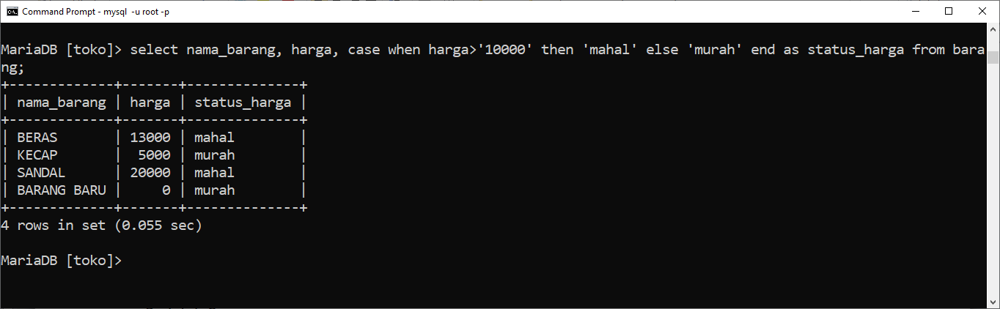 Command Prompt - mysql  -u root -p
MariaDB [toko]> select nama_barang, harga, case when harga>'10000' then 'mahal' else 'murah' end as status_harga from bara
ng;
+-------------+-------+--------------+
| nama_barang | harga | status_harga |
+-------------+-------+--------------+
| BERAS       | 13000 | mahal        |
| KECAP       |  5000 | murah        |
| SANDAL      | 20000 | mahal        |
| BARANG BARU |     0 | murah        |
+-------------+-------+--------------+
4 rows in set (0.055 sec)
MariaDB [toko]>